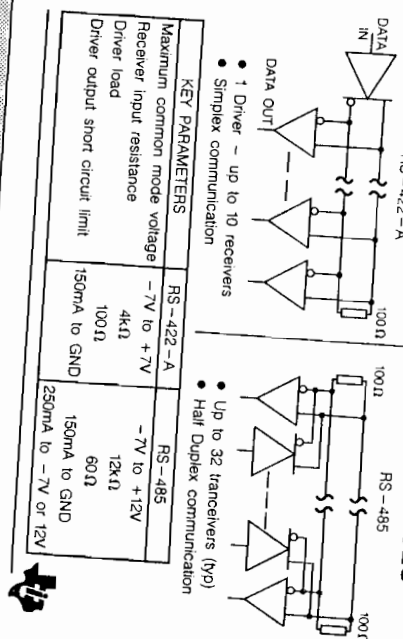 RS-422-A
RS-485
DATA IN
100Ω
100Ω
100Ω
DATA OUT
● 1 Driver - up to 10 receivers
● Simplex communication
● Up to 32 tranceivers (typ)
● Half Duplex communication
KEY PARAMETERS RS-422-A RS-485
Maximum common mode voltage -7V to +7V -7V to +12V
Receiver input resistance 4kΩ 12kΩ
Driver load 100Ω 60Ω
Driver output short circuit limit 150mA to GND 150mA to GND
250mA to -7V or 12V